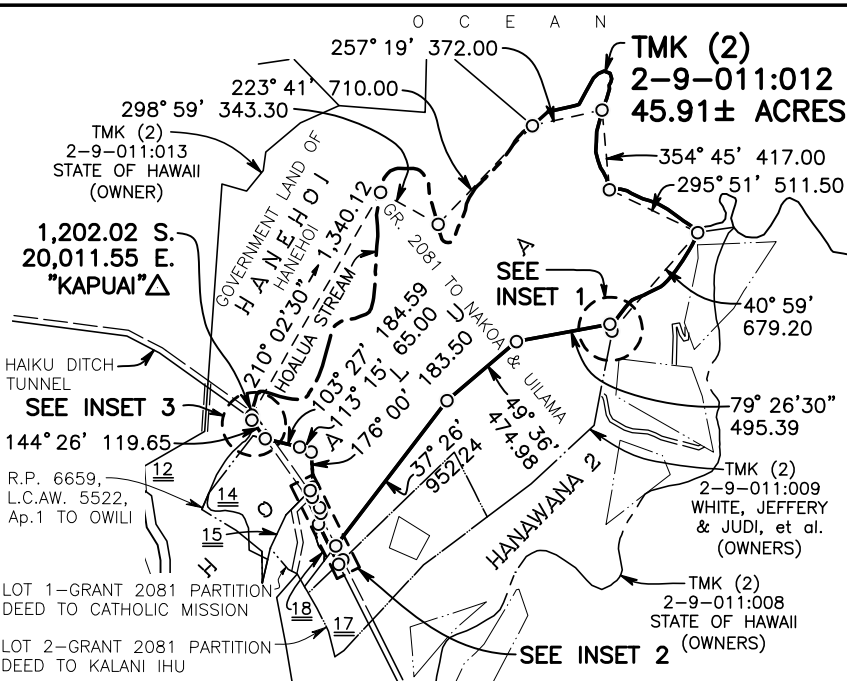 O C E A N
257° 19' 372.00
TMK (2)
2-9-011:012
45.91± ACRES
223° 41' 710.00
298° 59' 343.30
TMK (2)
2-9-011:013
STATE OF HAWAII
(OWNER)
354° 45' 417.00
295° 51' 511.50
GOVERNMENT LAND OF
H A N E H O I
HANEHOI
1,202.02 S.
20,011.55 E.
"KAPUAI"
210° 02'30" 1,340.12
HOALUA STREAM
GR. 2081 TO NAKOA & UILAMA
SEE
INSET 1
40° 59'
679.20
HAIKU DITCH
TUNNEL
103° 27' 184.59
113° 15' 65.00
176° 00' 183.50
H O A L U A
SEE INSET 3
144° 26' 119.65
79° 26'30"
495.39
49° 36'
474.98
37° 26'
952/24
R.P. 6659,
L.C.AW. 5522,
Ap.1 TO OWILI
12
14
15
TMK (2)
2-9-011:009
WHITE, JEFFERY
& JUDI, et al.
(OWNERS)
HANAWANA 2
LOT 1-GRANT 2081 PARTITION
DEED TO CATHOLIC MISSION
18
17
TMK (2)
2-9-011:008
STATE OF HAWAII
(OWNERS)
LOT 2-GRANT 2081 PARTITION
DEED TO KALANI IHU
SEE INSET 2